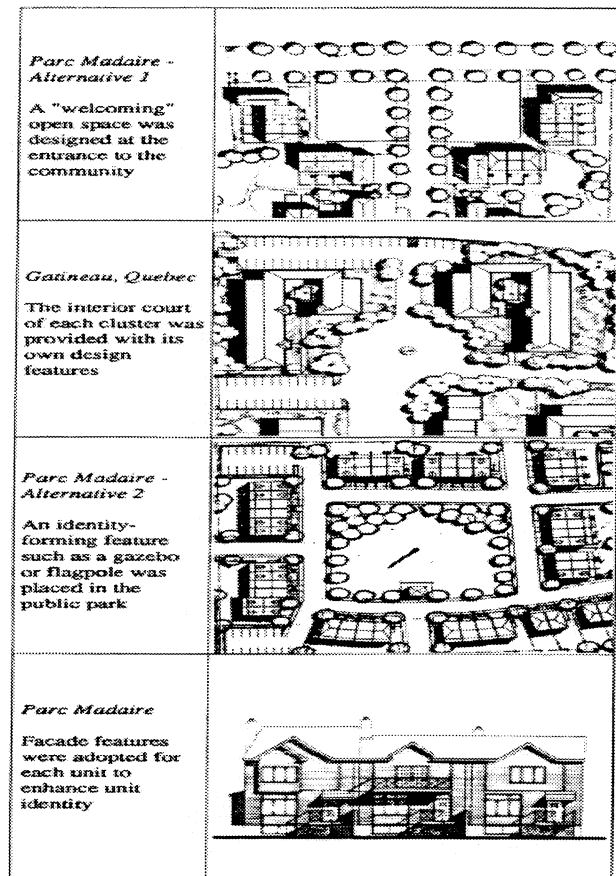 Parc Madaire -
Alternative 1
A "welcoming"
open space was
designed at the
entrance to the
community
Gatineau, Quebec
The interior court
of each cluster was
provided with its
own design
features
Parc Madaire -
Alternative 2
An identity-
forming feature
such as a gazebo
or flagpole was
placed in the
public park
Parc Madaire
Facade features
were adopted for
each unit to
enhance unit
identity